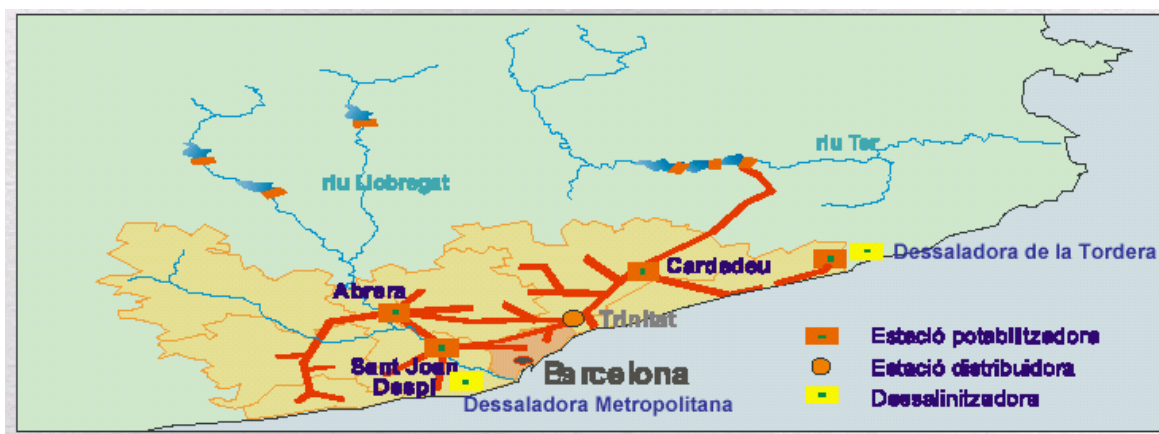 riu Ter
riu Llobregat
Dessaladora de la Tordera
Cardedeu
Abrera
Trinitat
Estació potabilitzadora
Sant Joan
Despí
Barcelona
Estació distribuidora
Dessaladora Metropolitana
Dessalinitzadora